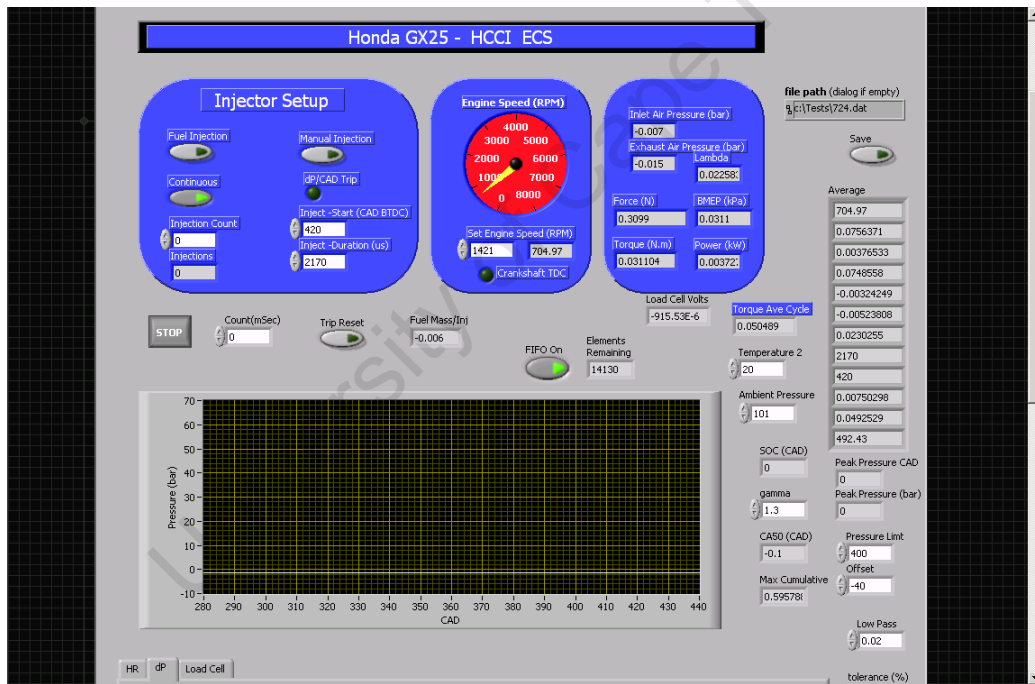 Honda GX25 - HCCI ECS
Injector Setup
Fuel Injection
Manual Injection
Continuous
dP/CAD Trip
Injection Count
0
Injections
0
Inject -Start (CAD BTDC)
420
Inject -Duration (us)
2170
Engine Speed (RPM)
0
1000
2000
3000
4000
5000
6000
7000
8000
Set Engine Speed (RPM)
1421
704.97
Crankshaft TDC
Inlet Air Pressure (bar)
-0.007
Exhaust Air Pressure (bar)
-0.015
Lambda
0.02258
Force (N)
0.3099
BMEP (kPa)
0.0311
Torque (N.m)
0.031104
Power (kW)
0.00372
file path (dialog if empty)
c:\Tests\724.dat
Save
Average
704.97
0.0756371
0.00376533
0.0748558
-0.00324249
-0.00523808
0.0230255
2170
420
0.00750298
0.0492529
492.43
STOP
Count(mSec)
0
Trip Reset
Fuel Mass/Inj
-0.006
FIFO On
Elements
Remaining
14130
Load Cell Volts
-915.53E-6
Torque Ave Cycle
0.050489
Temperature 2
20
Ambient Pressure
101
SOC (CAD)
0
gamma
1.3
CA50 (CAD)
-0.1
Max Cumulative
0.59578
Peak Pressure CAD
0
Peak Pressure (bar)
0
Pressure Limt
400
Offset
-40
Low Pass
0.02
tolerance (%)
Pressure (bar)
70
60
50
40
30
20
10
0
-10
280 290 300 310 320 330 340 350 360 370 380 390 400 410 420 430 440
CAD
HR
dP
Load Cell